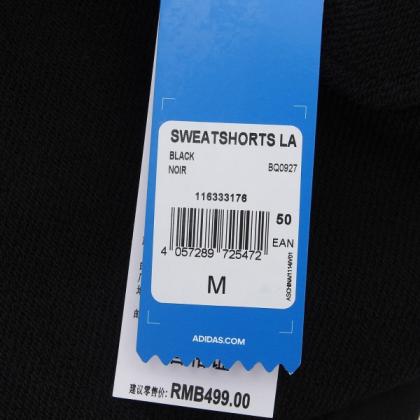 SWEATSHORTS LA
BLACK
NOIR
BQ0927
116333176
50
EAN
4 057289 725472
M
ADIDAS.COM
建议零售价: RMB499.00